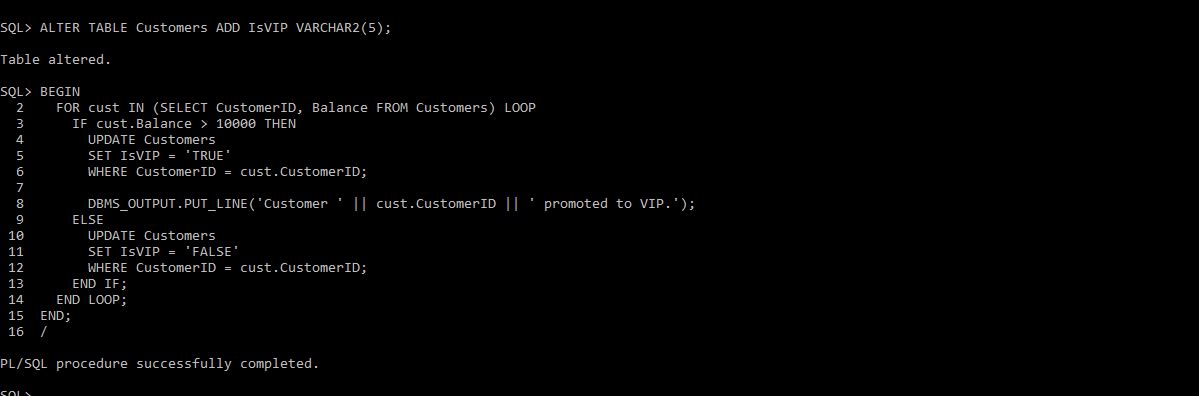 SQL> ALTER TABLE Customers ADD IsVIP VARCHAR2(5);
Table altered.
SQL> BEGIN
  2    FOR cust IN (SELECT CustomerID, Balance FROM Customers) LOOP
  3      IF cust.Balance > 10000 THEN
  4        UPDATE Customers
  5        SET IsVIP = 'TRUE'
  6        WHERE CustomerID = cust.CustomerID;
  7
  8        DBMS_OUTPUT.PUT_LINE('Customer ' || cust.CustomerID || ' promoted to VIP.');
  9      ELSE
 10        UPDATE Customers
 11        SET IsVIP = 'FALSE'
 12        WHERE CustomerID = cust.CustomerID;
 13      END IF;
 14    END LOOP;
 15  END;
 16  /
PL/SQL procedure successfully completed.
SQL>